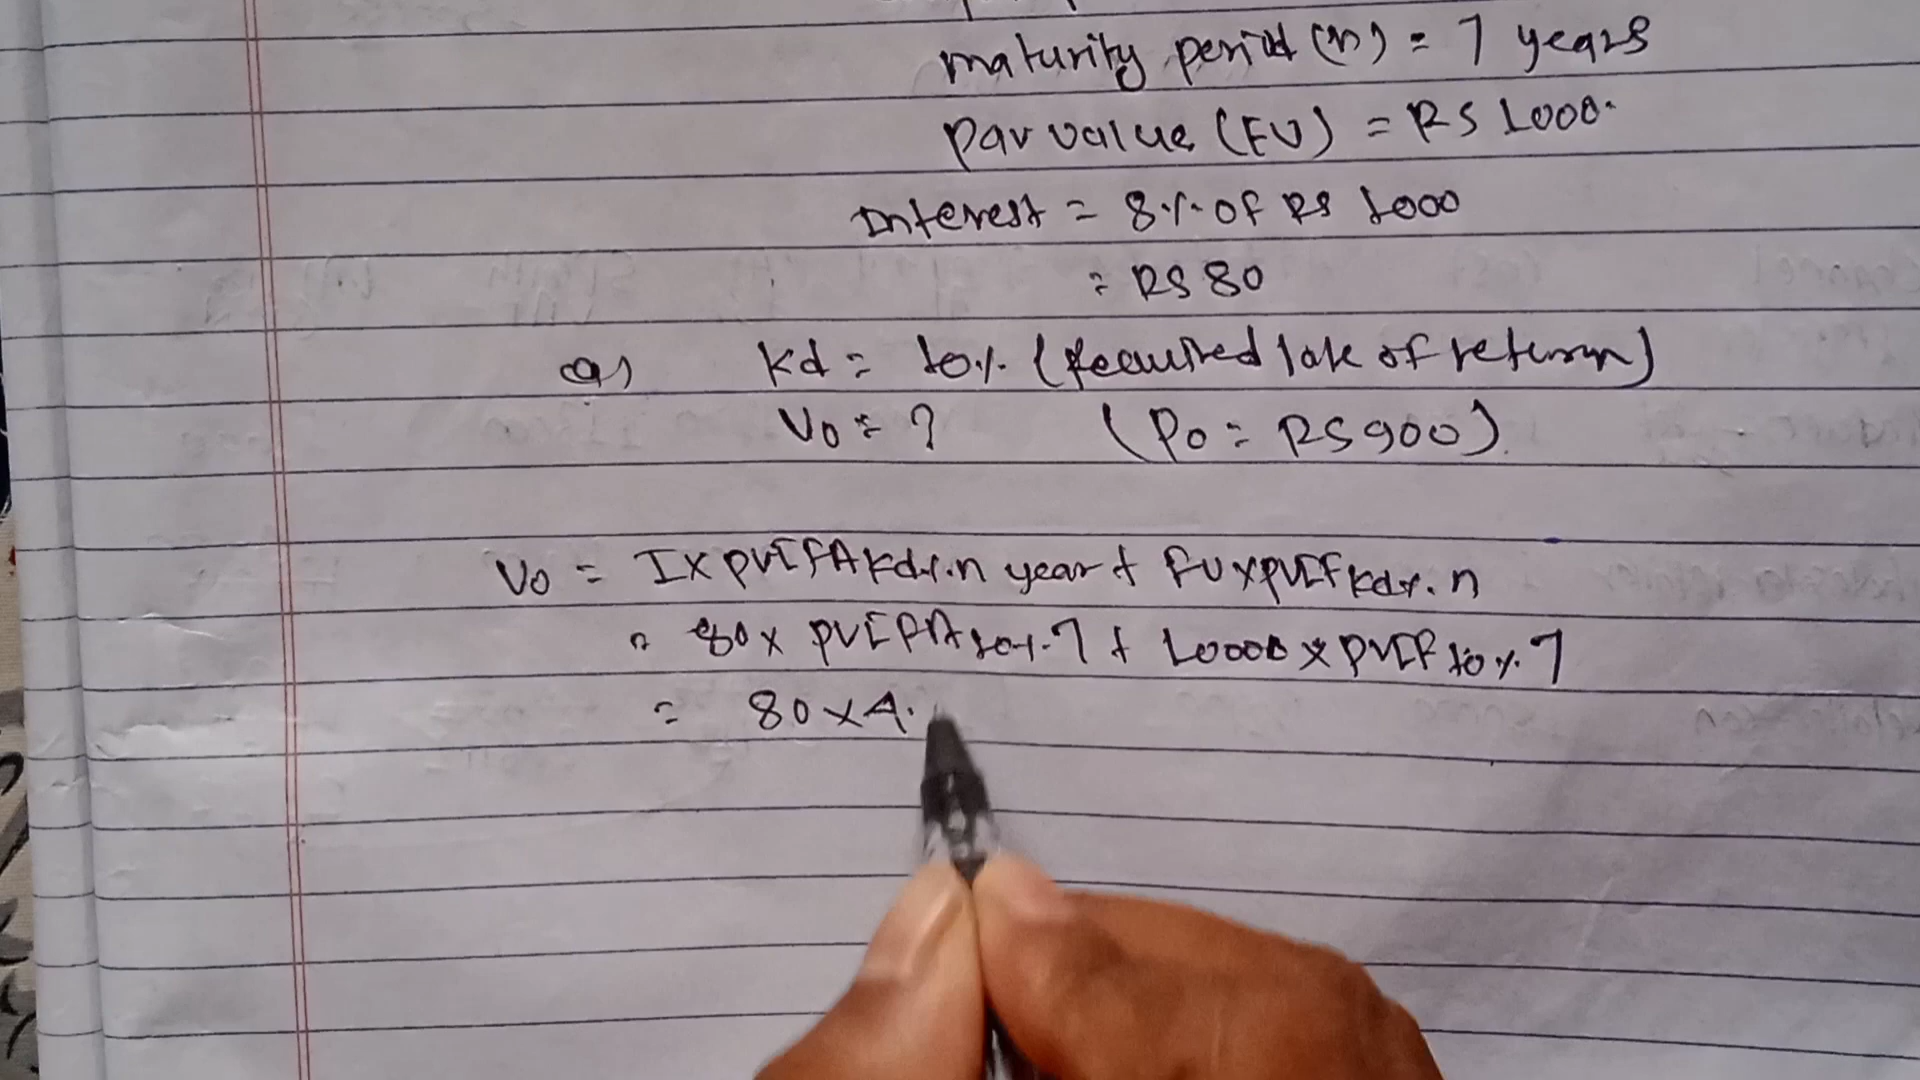 maturity period (n) = 7 years
par value (FV) = RS 1000.
Interest = 8% of RS 1000
= RS 80
a) kd = 10% (Required rate of return)
V0 = ? (P0 = RS 900)
V0 = I x PVIFA kd%.n year + FV x PVIF kd%.n
= 80 x PVIFA 10%.7 + 1000 x PVIF 10%.7
= 80 x 4.